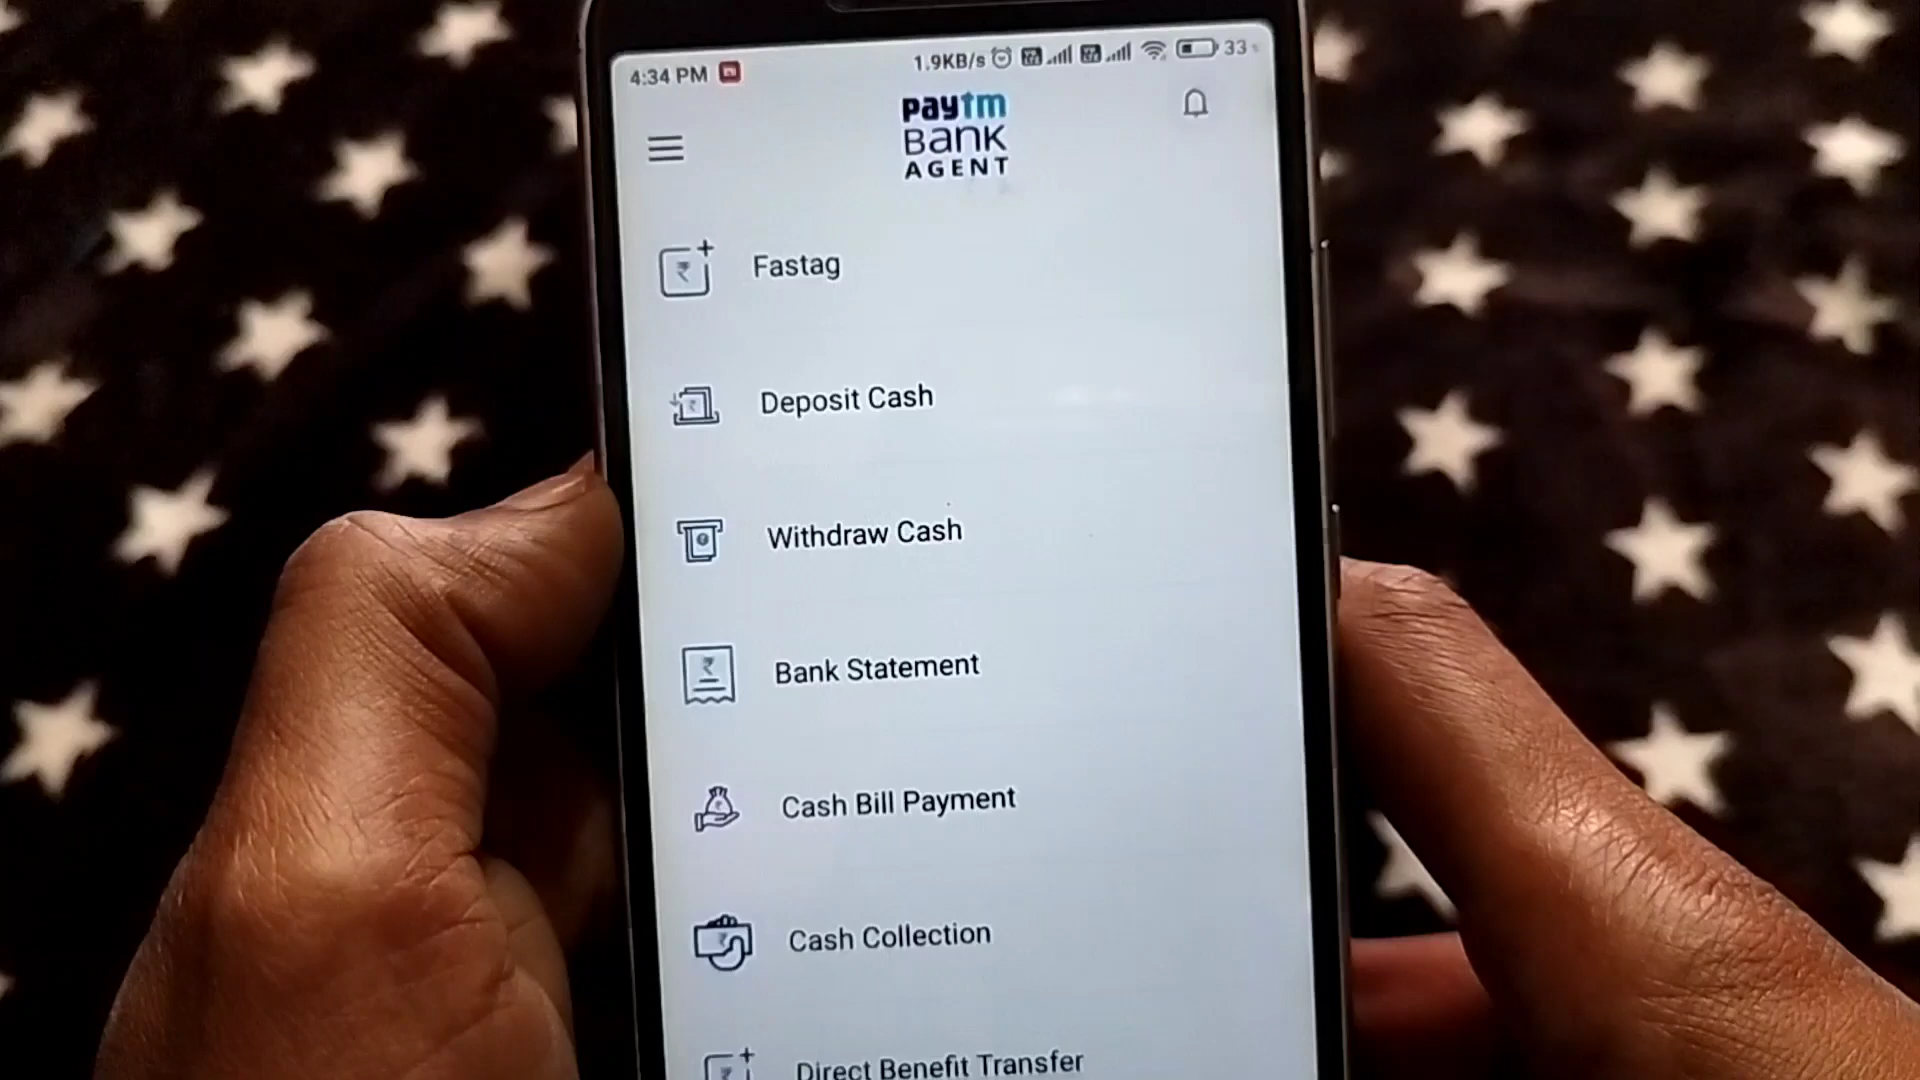 4:34 PM 1.9KB/s 33
paytm
Bank
AGENT
Fastag
Deposit Cash
Withdraw Cash
Bank Statement
Cash Bill Payment
Cash Collection
Direct Benefit Transfer